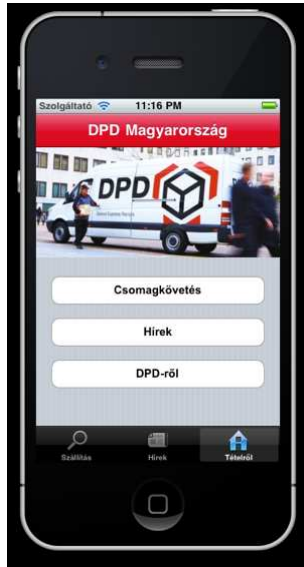 Szolgáltató 11:16 PM
DPD Magyarország
DPD
Csomagkövetés
Hírek
DPD-ről
Szállítás Hírek Tételről